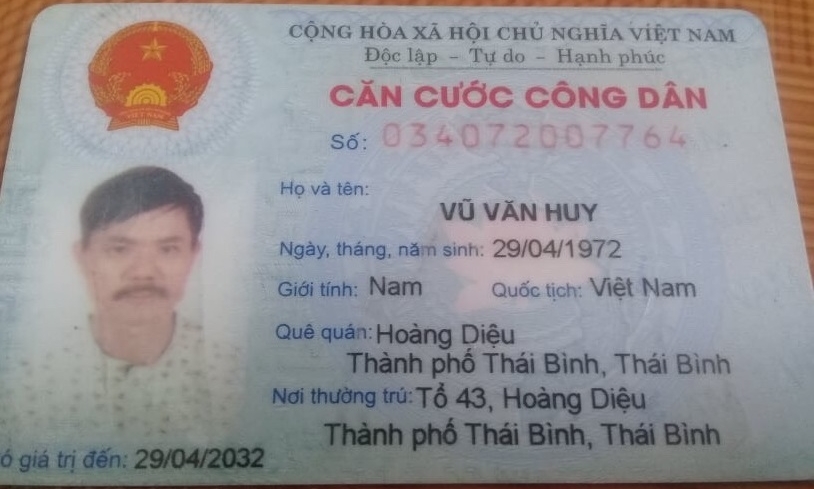 CỘNG HÒA XÃ HỘI CHỦ NGHĨA VIỆT NAM
Độc lập - Tự do - Hạnh phúc
CĂN CƯỚC CÔNG DÂN
Số: 034072007764
Họ và tên:
VŨ VĂN HUY
Ngày, tháng, năm sinh: 29/04/1972
Giới tính: Nam Quốc tịch: Việt Nam
Quê quán: Hoàng Diệu
Thành phố Thái Bình, Thái Bình
Nơi thường trú: Tổ 43, Hoàng Diệu
Thành phố Thái Bình, Thái Bình
ó giá trị đến: 29/04/2032
VIỆT NAM